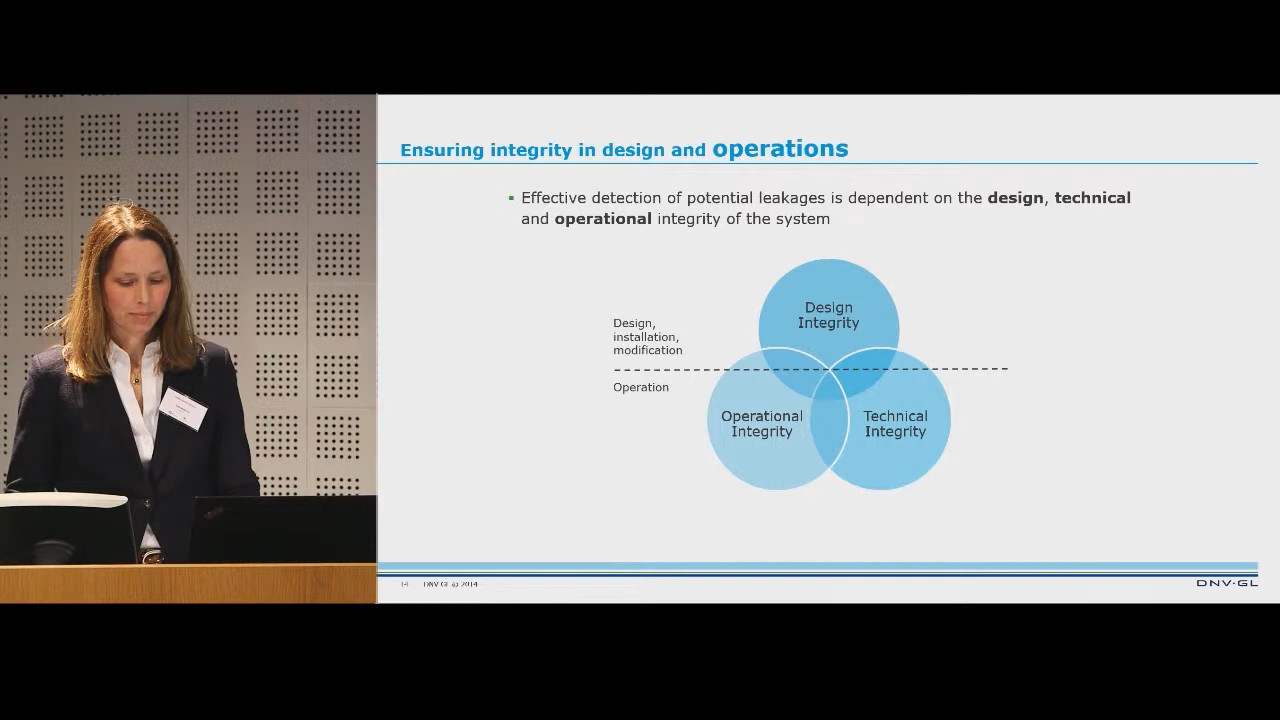 Ensuring integrity in design and operations
Effective detection of potential leakages is dependent on the design, technical
and operational integrity of the system
Design
Integrity
Design,
installation,
modification
Operation
Operational
Integrity
Technical
Integrity
14 DNV GL © 2014
DNV·GL